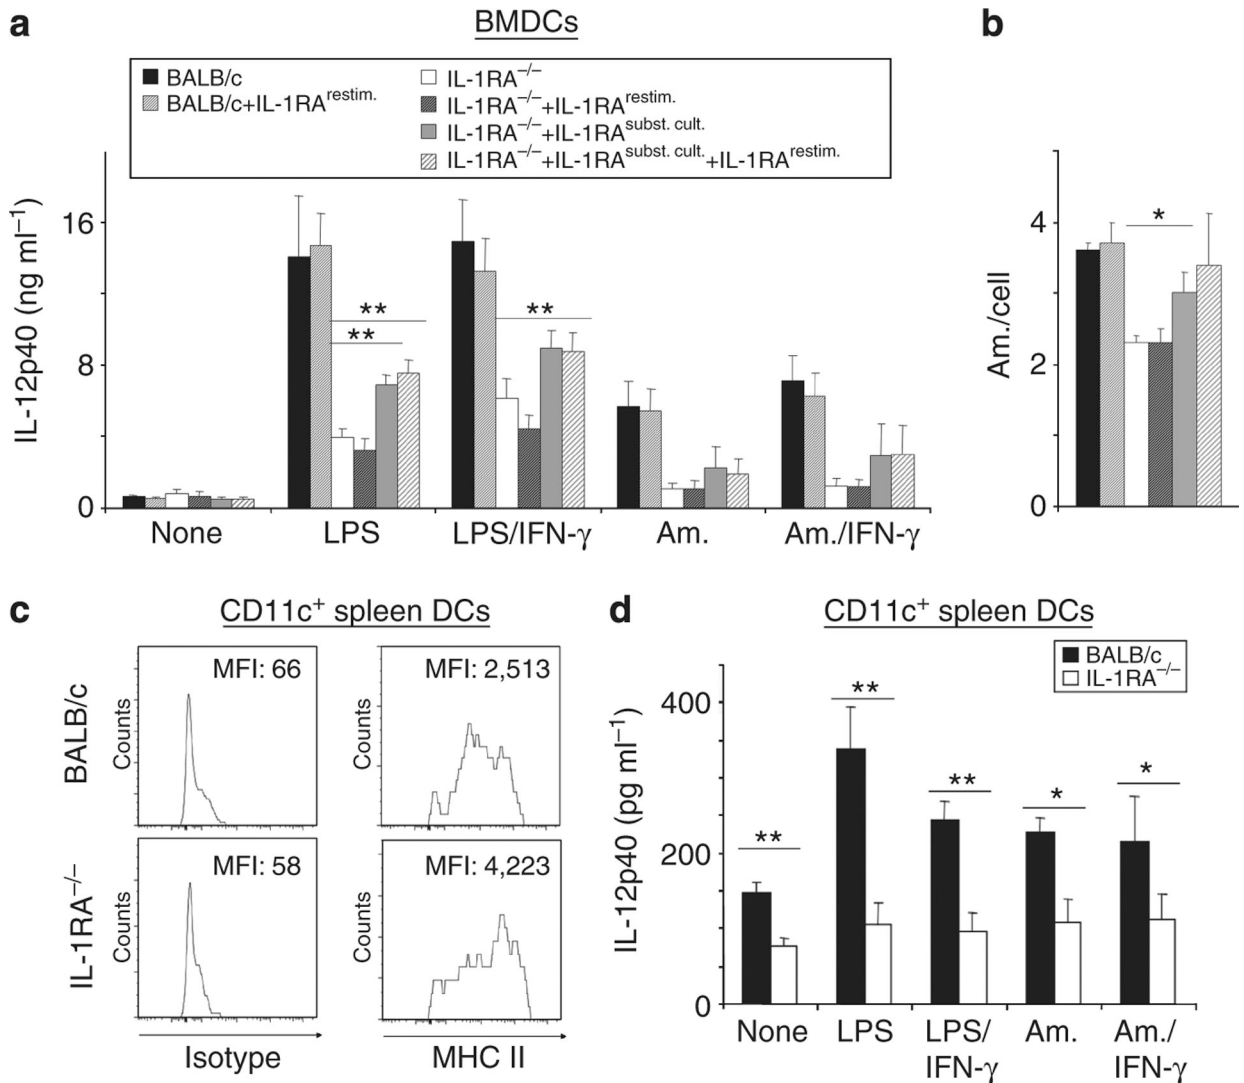 a
BMDCs
b
BALB/c
BALB/c+IL-1RA^restim.
IL-1RA^−/−
IL-1RA^−/−+IL-1RA^restim.
IL-1RA^−/−+IL-1RA^subst. cult.
IL-1RA^−/−+IL-1RA^subst. cult.+IL-1RA^restim.
IL-12p40 (ng ml^−1)
16
8
0
**
**
**
None
LPS
LPS/IFN-γ
Am.
Am./IFN-γ
Am./cell
4
2
0
*
c
CD11c^+ spleen DCs
BALB/c
Counts
MFI: 66
Counts
MFI: 2,513
IL-1RA^−/−
Counts
MFI: 58
Counts
MFI: 4,223
Isotype
MHC II
d
CD11c^+ spleen DCs
BALB/c
IL-1RA^−/−
IL-12p40 (pg ml^−1)
400
200
0
**
**
**
*
*
None
LPS
LPS/
IFN-γ
Am.
Am./
IFN-γ